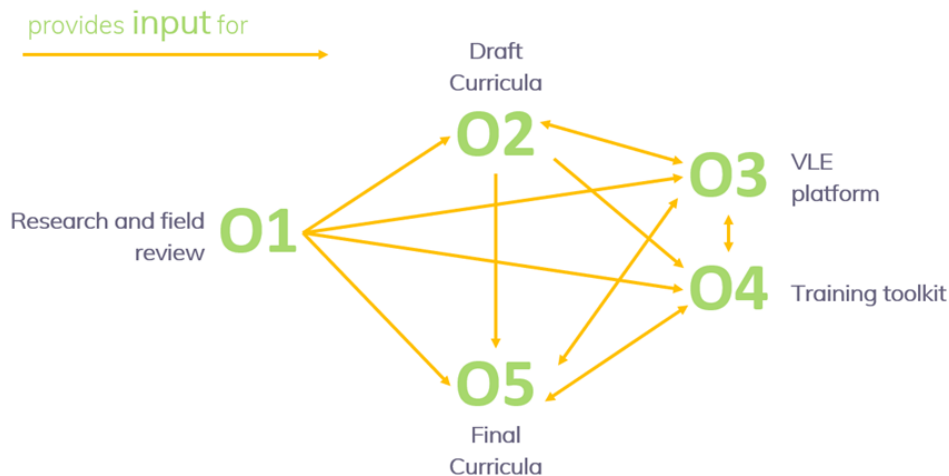 provides input for
Draft
Curricula
O2
O3
VLE
platform
Research and field
review
O1
O4
Training toolkit
O5
Final
Curricula